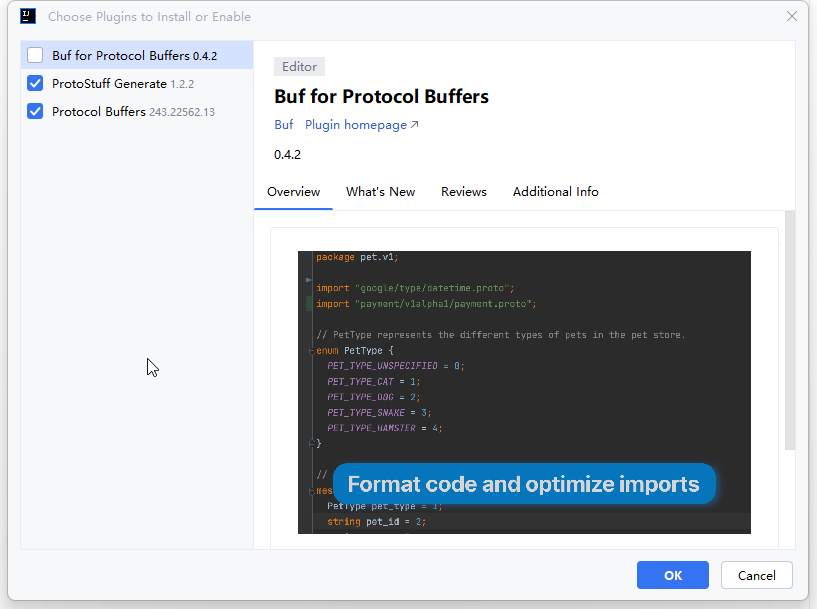 Choose Plugins to Install or Enable
Buf for Protocol Buffers 0.4.2
ProtoStuff Generate 1.2.2
Protocol Buffers 243.22562.13
Editor
Buf for Protocol Buffers
Buf Plugin homepage ↗
0.4.2
Overview What's New Reviews Additional Info
package pet.v1;
import "google/type/datetime.proto";
import "payment/v1alpha1/payment.proto";
// PetType represents the different types of pets in the pet store.
enum PetType {
PET_TYPE_UNSPECIFIED = 0;
PET_TYPE_CAT = 1;
PET_TYPE_DOG = 2;
PET_TYPE_SNAKE = 3;
PET_TYPE_HAMSTER = 4;
}
//
mes
Format code and optimize imports
PetType pet_type = 1;
string pet_id = 2;
OK Cancel